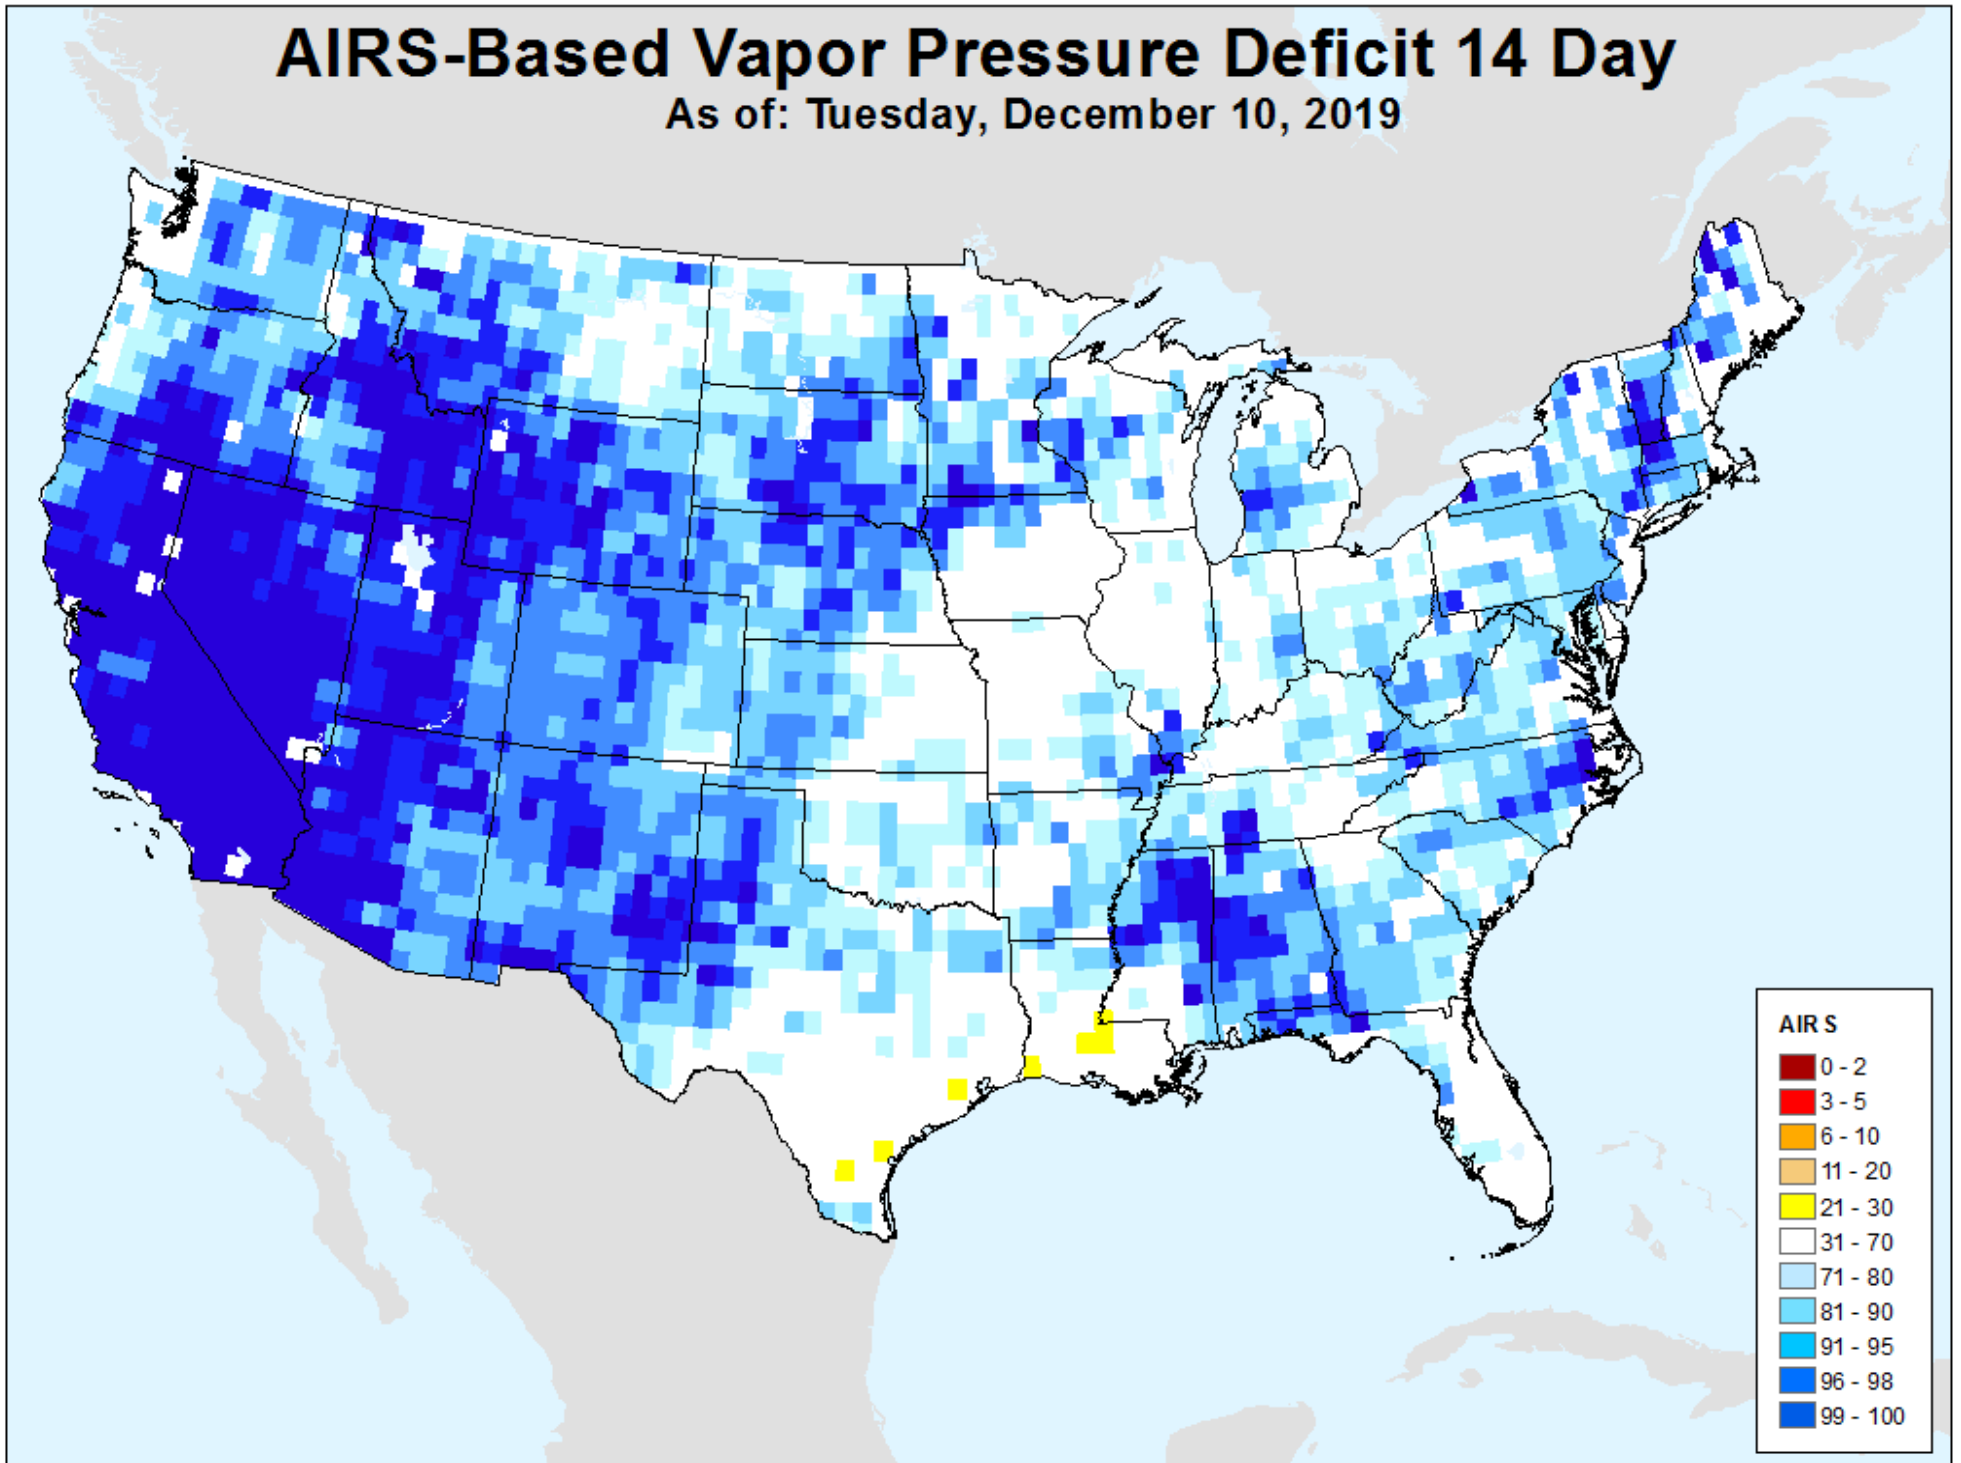 AIRS-Based Vapor Pressure Deficit 14 Day
As of: Tuesday, December 10, 2019
AIRS
0 - 2
3 - 5
6 - 10
11 - 20
21 - 30
31 - 70
71 - 80
81 - 90
91 - 95
96 - 98
99 - 100